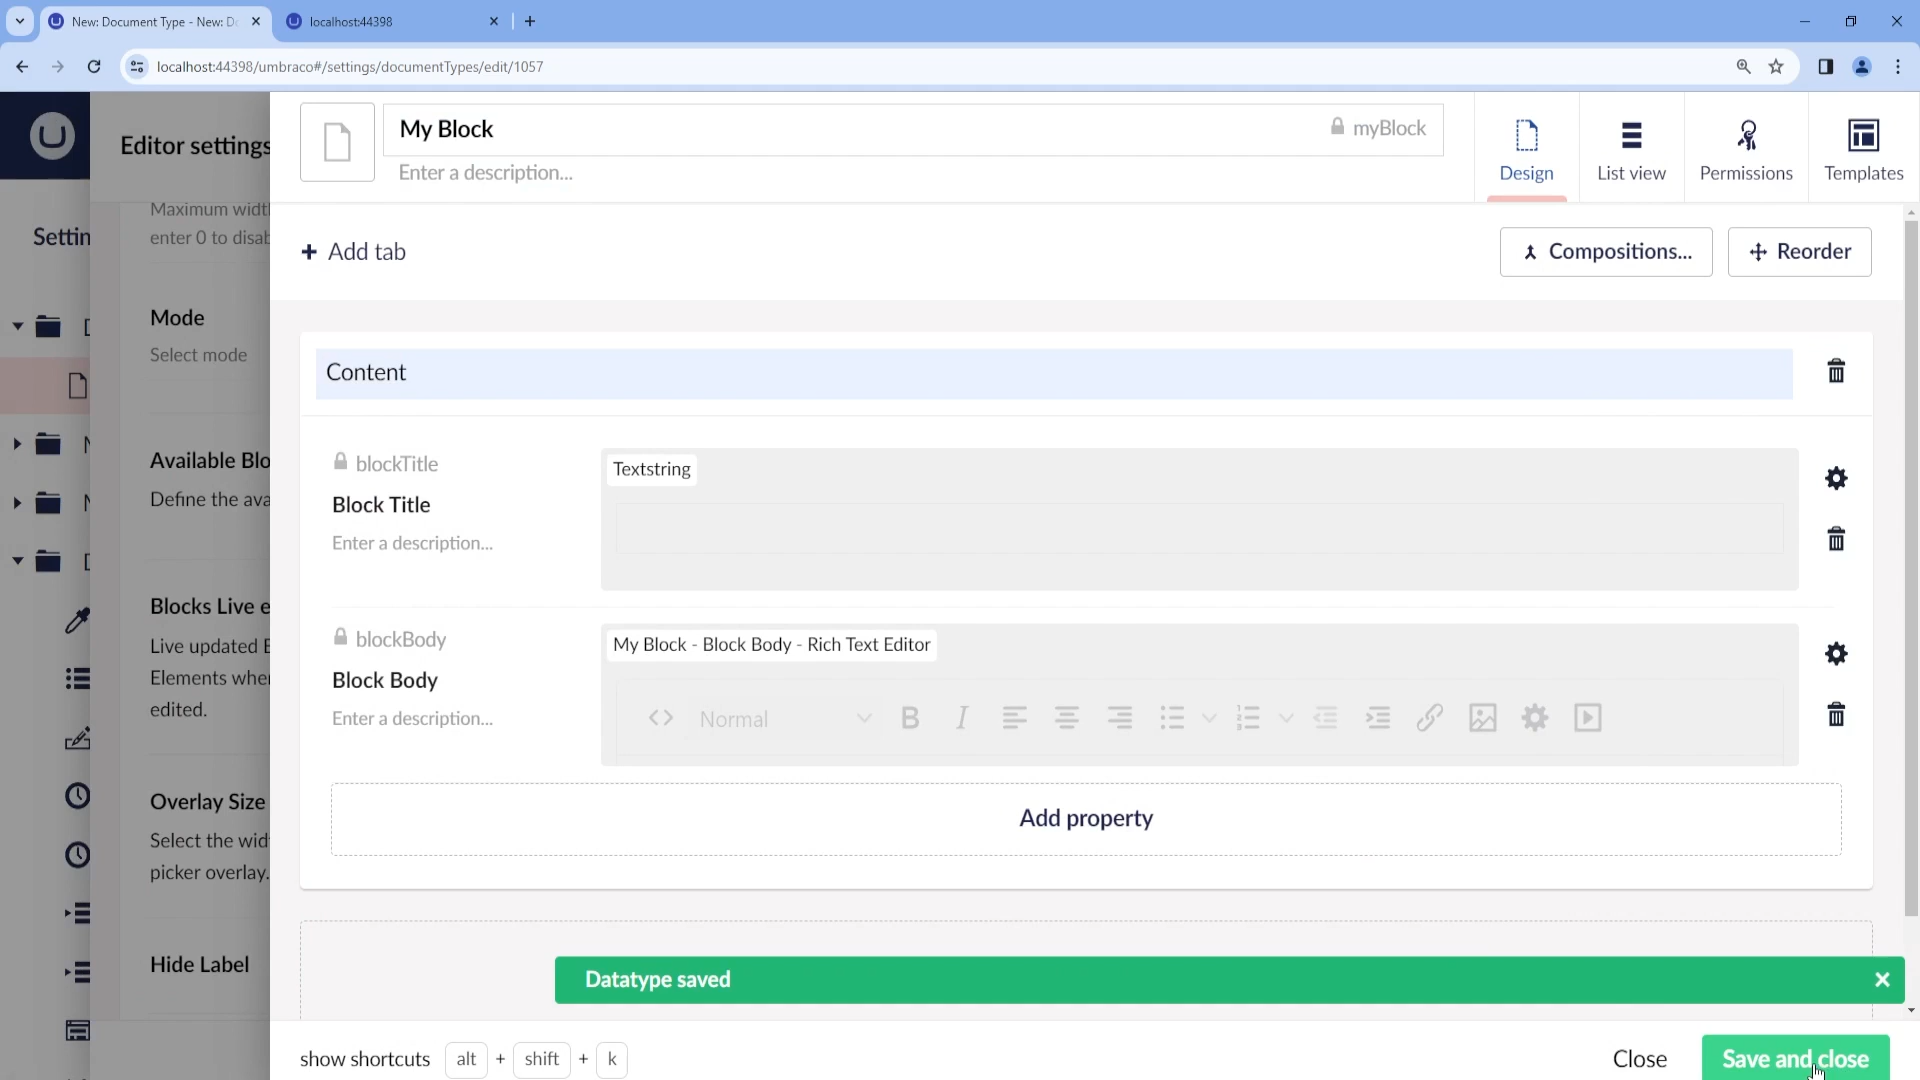 New: Document Type - New: Do
localhost:44398
localhost:44398/umbraco#/settings/documentTypes/edit/1057
Editor settings
My Block
myBlock
Enter a description...
Design
List view
Permissions
Templates
Maximum widt
enter 0 to disab
Settin
Add tab
Compositions...
Reorder
Mode
Select mode
Content
Available Blo
Define the ava
blockTitle
Block Title
Enter a description...
Textstring
Blocks Live e
Live updated E
Elements whe
edited.
blockBody
Block Body
Enter a description...
My Block - Block Body - Rich Text Editor
Normal
Overlay Size
Select the wid
picker overlay.
Add property
Hide Label
Datatype saved
show shortcuts alt + shift + k
Close
Save and close